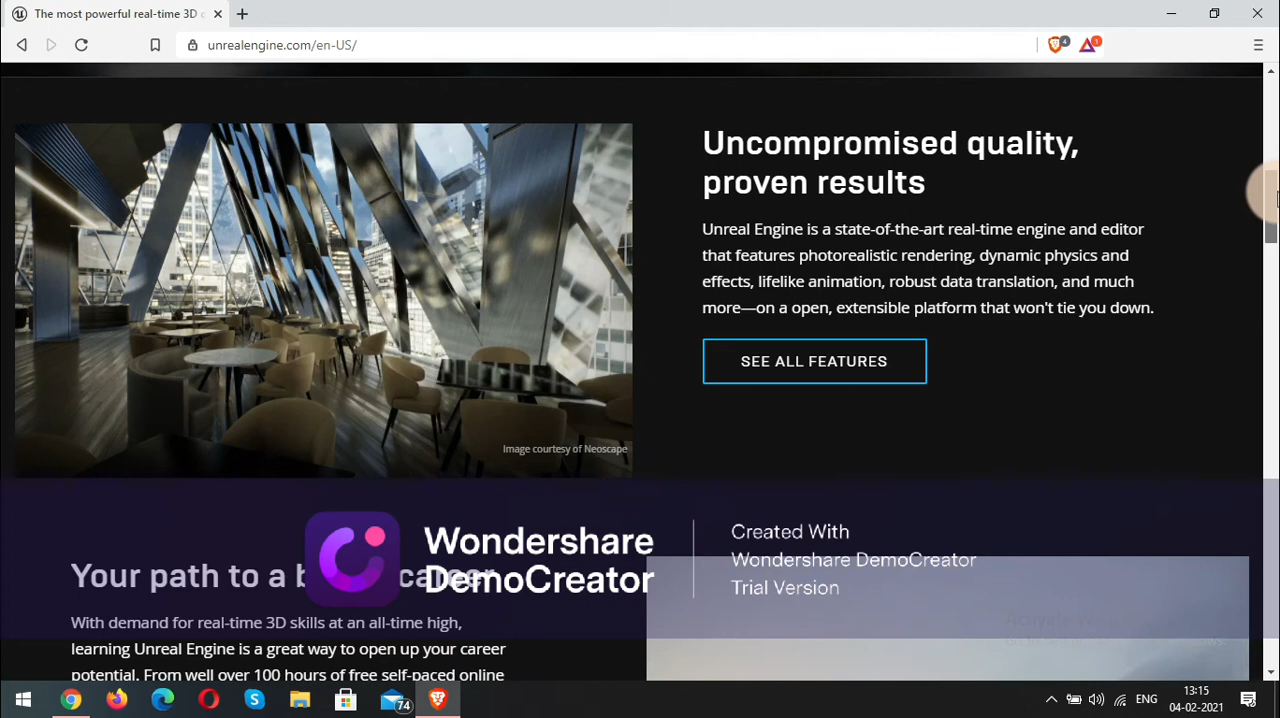 The most powerful real-time 3D
unrealengine.com/en-US/
4
1
Uncompromised quality,
proven results
Unreal Engine is a state-of-the-art real-time engine and editor
that features photorealistic rendering, dynamic physics and
effects, lifelike animation, robust data translation, and much
more—on a open, extensible platform that won't tie you down.
SEE ALL FEATURES
Image courtesy of Neoscape
Wondershare
DemoCreator
Created With
Wondershare DemoCreator
Trial Version
Your path to a career
With demand for real-time 3D skills at an all-time high,
learning Unreal Engine is a great way to open up your career
potential. From well over 100 hours of free self-paced online
74
ENG
13:15
04-02-2021